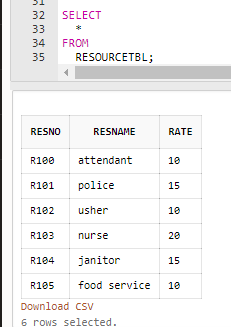 32 SELECT
33 *
34 FROM
35 RESOURCETBL;
RESNO RESNAME RATE
R100 attendant 10
R101 police 15
R102 usher 10
R103 nurse 20
R104 janitor 15
R105 food service 10
Download CSV
6 rows selected.